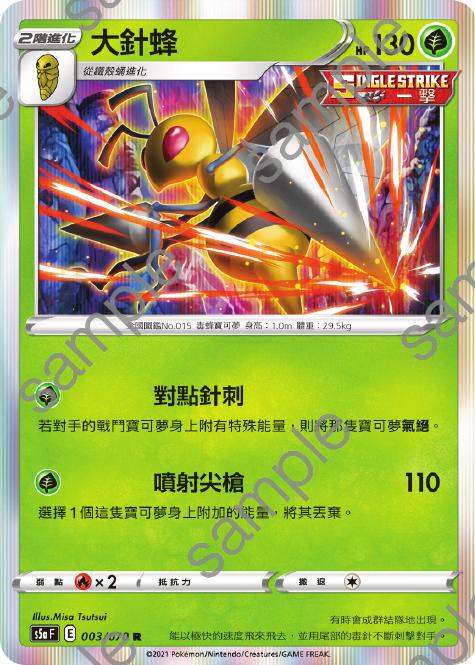 2階進化
大針蜂
HP 130
從鐵殼蛹進化
SINGLE STRIKE
一擊
全國圖鑑No.015 毒蜂寶可夢 身高：1.0m 體重：29.5kg
對點針刺
若對手的戰鬥寶可夢身上附有特殊能量，則將那隻寶可夢氣絕。
噴射尖槍 110
選擇1個這隻寶可夢身上附加的能量，將其丟棄。
弱點 ×2 抵抗力 撤退
Illus.Misa Tsutsui
s5a F E 003/070 R
有時會成群結隊地出現。
能以極快的速度飛來飛去，並用尾部的毒針不斷刺擊對手。
©2021 Pokémon/Nintendo/Creatures/GAME FREAK.
sample
sample
sample
sample
sample
sample
sample